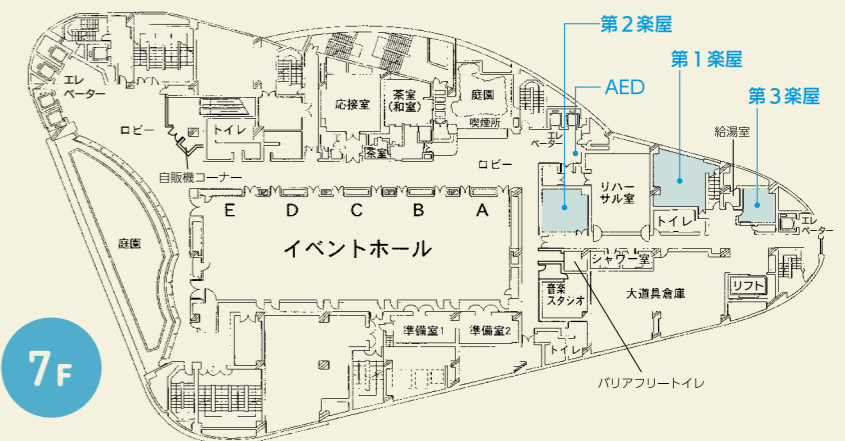 第2楽屋
第1楽屋
AED
第3楽屋
エレ
ベーター
応接室
茶室
(和室)
庭園
喫煙所
給湯室
エレ
ベーター
ロビー
トイレ
茶室
ロビー
自販機コーナー
リハー
サル室
トイレ
E
D
C
B
A
エレ
ベーター
庭園
イベントホール
シャワー室
音楽
スタジオ
大道具倉庫
リフト
準備室1
準備室2
トイレ
バリアフリートイレ
7F